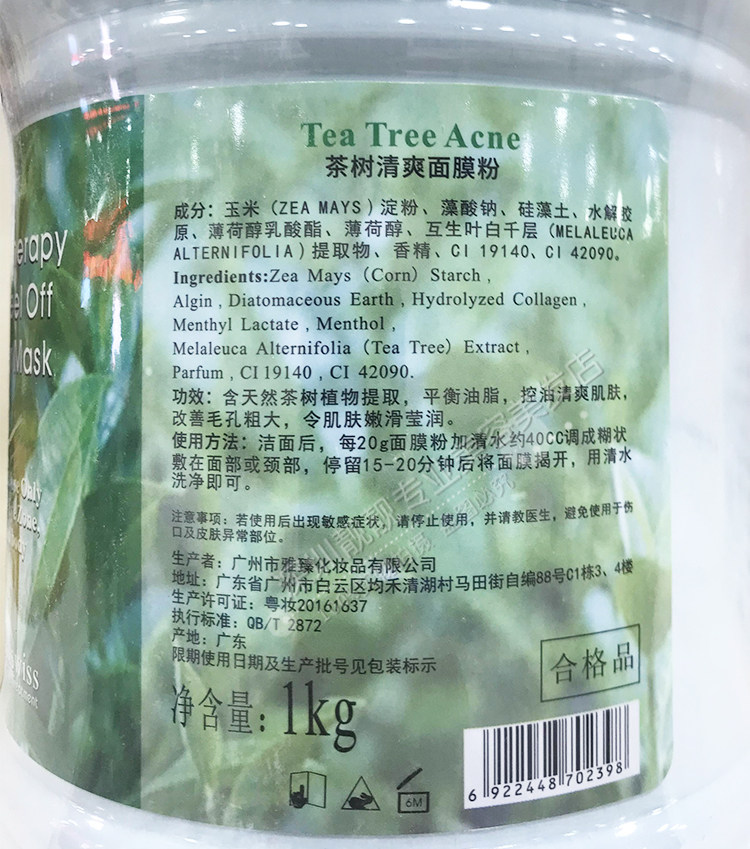 Tea Tree Acne
茶树清爽面膜粉
成分：玉米（ZEA MAYS）淀粉、藻酸钠、硅藻土、水解胶
原、薄荷醇乳酸酯、薄荷醇、互生叶白千层（MELALEUCA
ALTERNIFOLIA）提取物、香精、CI 19140、CI 42090。
Ingredients:Zea Mays（Corn）Starch ,
Algin , Diatomaceous Earth , Hydrolyzed Collagen ,
Menthyl Lactate , Menthol ,
Melaleuca Alternifolia（Tea Tree）Extract ,
Parfum , CI 19140 , CI 42090.
功效：含天然茶树植物提取，平衡油脂，控油清爽肌肤，
改善毛孔粗大，令肌肤嫩滑莹润。
使用方法：洁面后，每20g面膜粉加清水约40CC调成糊状
敷在面部或颈部，停留15-20分钟后将面膜揭开，用清水
洗净即可。
注意事项：若使用后出现敏感症状，请停止使用，并请教医生，避免使用于伤
口及皮肤异常部位。
生产者：广州市雅臻化妆品有限公司
地址：广东省广州市白云区均禾清湖村马田街自编88号C1栋3、4楼
生产许可证：粤妆20161637
执行标准：QB/T 2872
产地：广东
限期使用日期及生产批号见包装标示
净含量：1kg
合格品
6M
6 922448 702398
erapy
el Off
Mask
Only